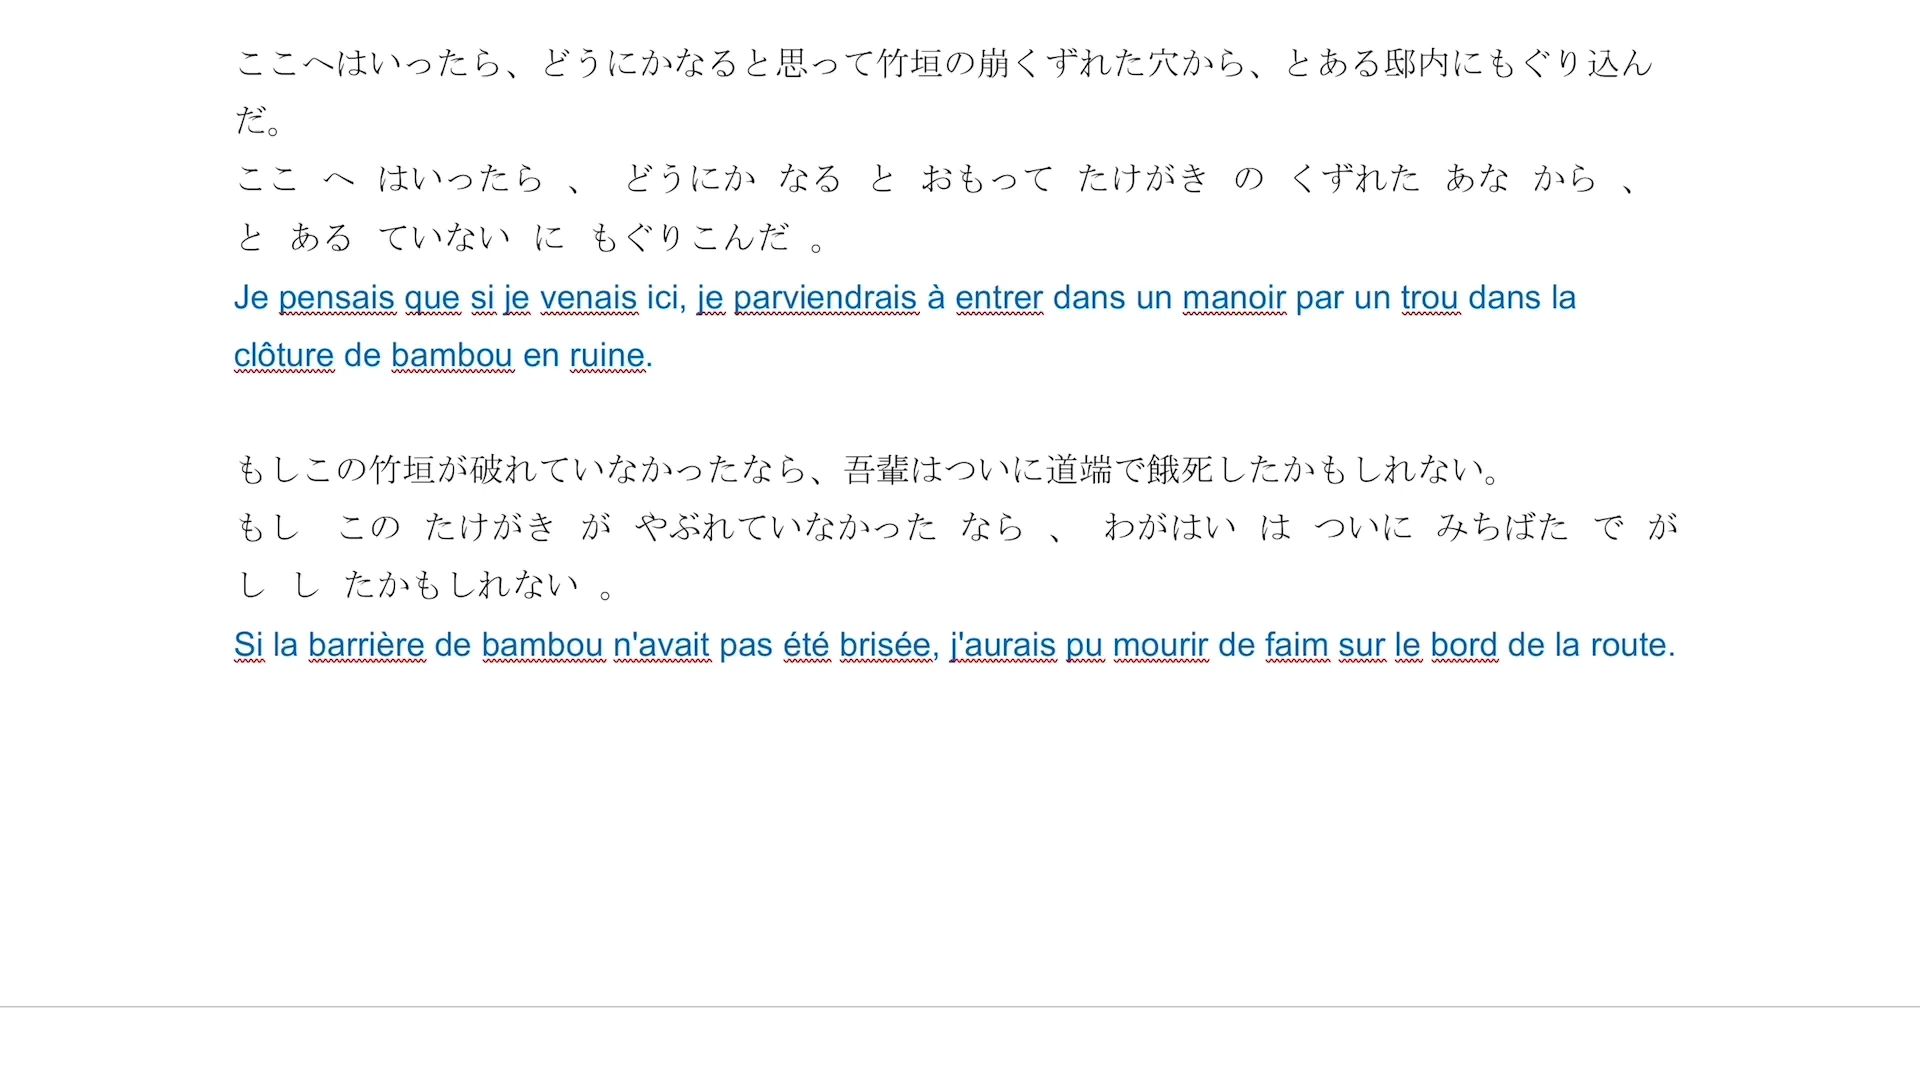 ここへはいったら、どうにかなると思って竹垣の崩くずれた穴から、とある邸内にもぐり込ん
だ。
ここ へ はいったら 、 どうにか なる と おもって たけがき の くずれた あな から 、
と ある ていない に もぐりこんだ 。
Je pensais que si je venais ici, je parviendrais à entrer dans un manoir par un trou dans la
clôture de bambou en ruine.
もしこの竹垣が破れていなかったなら、吾輩はついに道端で餓死したかもしれない。
もし この たけがき が やぶれていなかった なら 、 わがはい は ついに みちばた で が
し し たかもしれない 。
Si la barrière de bambou n'avait pas été brisée, j'aurais pu mourir de faim sur le bord de la route.